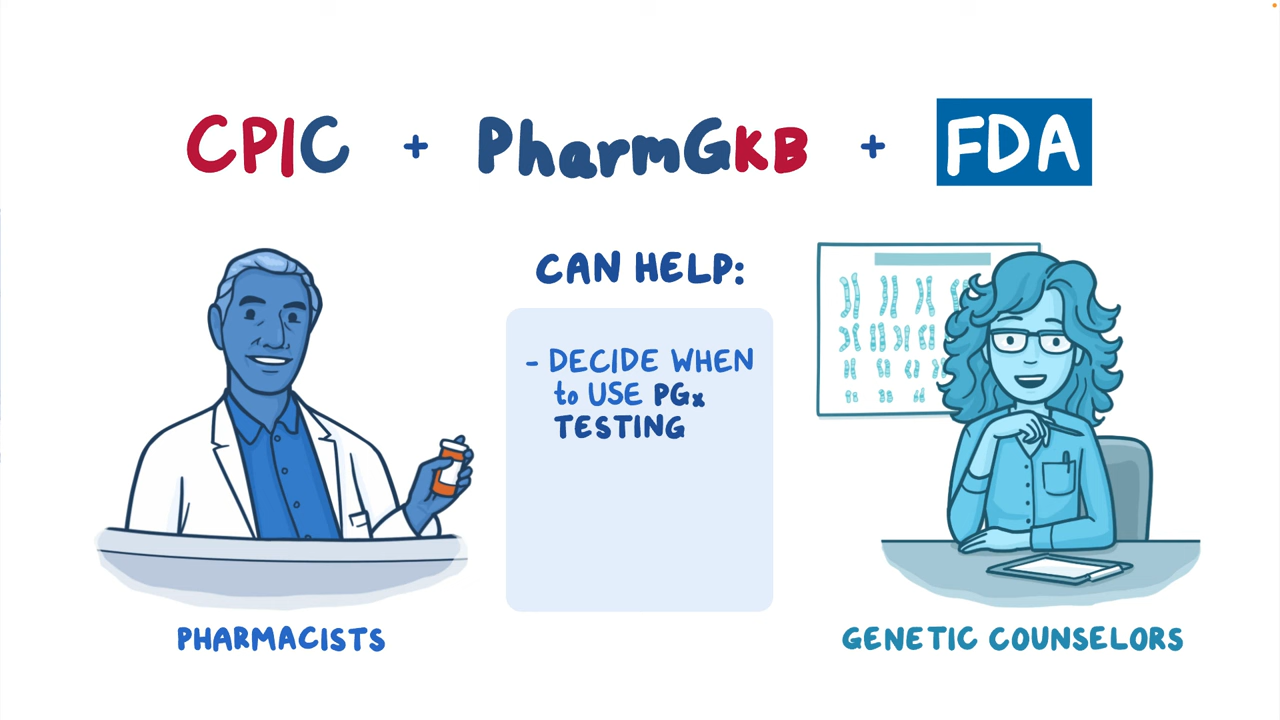 CPIC + PharmGKB + FDA
CAN HELP:
- DECIDE WHEN
to USE PGx
TESTING
PHARMACISTS
GENETIC COUNSELORS